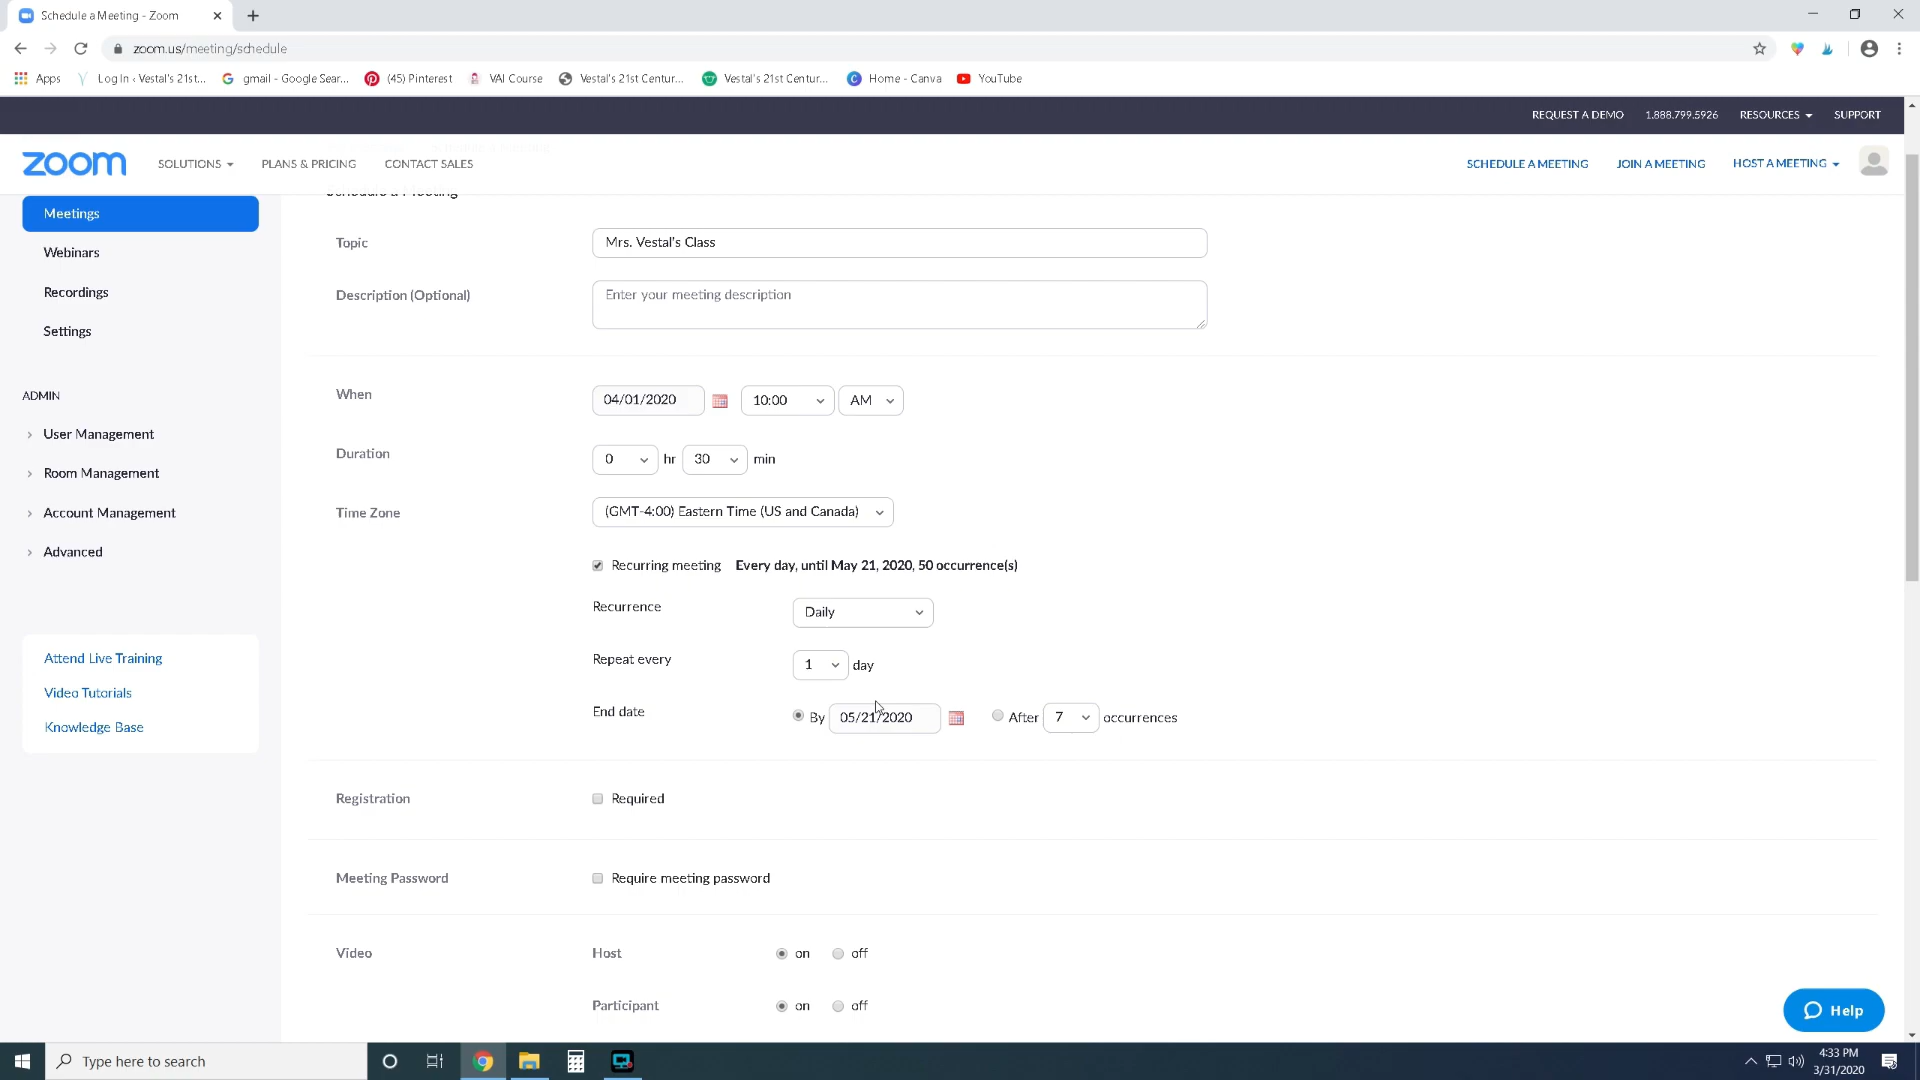 Schedule a Meeting - Zoom
zoom.us/meeting/schedule
Apps Log In ‹ Vestal's 21st... gmail - Google Sear... (45) Pinterest VAI Course Vestal's 21st Centur... Vestal's 21st Centur... Home - Canva YouTube
REQUEST A DEMO 1.888.799.5926 RESOURCES SUPPORT
zoom SOLUTIONS PLANS & PRICING CONTACT SALES SCHEDULE A MEETING JOIN A MEETING HOST A MEETING
Schedule a Meeting
Meetings
Webinars
Recordings
Settings
ADMIN
User Management
Room Management
Account Management
Advanced
Attend Live Training
Video Tutorials
Knowledge Base
Topic Mrs. Vestal's Class
Description (Optional) Enter your meeting description
When 04/01/2020 10:00 AM
Duration 0 hr 30 min
Time Zone (GMT-4:00) Eastern Time (US and Canada)
Recurring meeting Every day, until May 21, 2020, 50 occurrence(s)
Recurrence Daily
Repeat every 1 day
End date By 05/21/2020 After 7 occurrences
Registration Required
Meeting Password Require meeting password
Video Host on off
Participant on off
Help
Type here to search
4:33 PM
3/31/2020